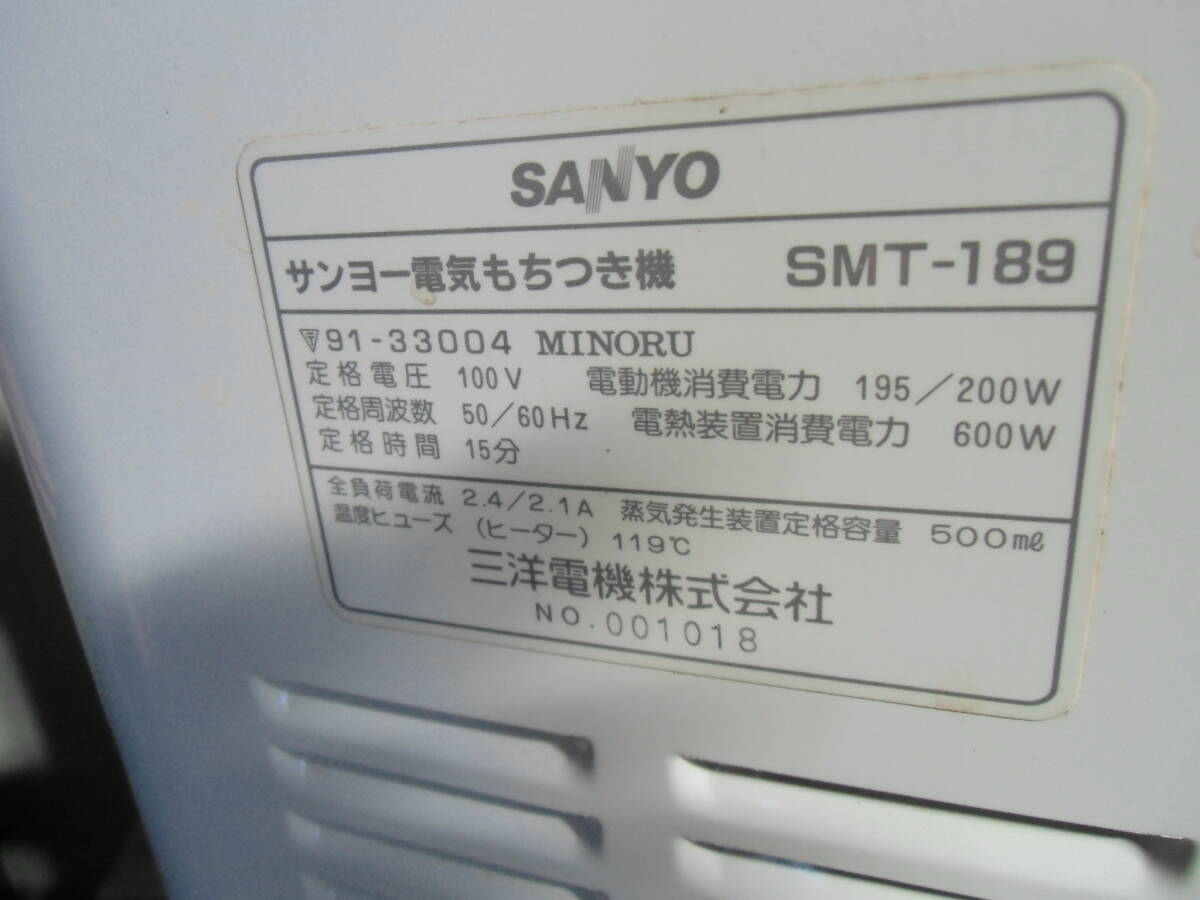 SANYO
サンヨー電気もちつき機 SMT-189
91-33004 MINORU
定格電圧 100V 電動機消費電力 195/200W
定格周波数 50/60Hz 電熱装置消費電力 600W
定格時間 15分
全負荷電流 2.4/2.1A 蒸気発生装置定格容量 500mℓ
温度ヒューズ (ヒーター) 119℃
三洋電機株式会社
NO.001018